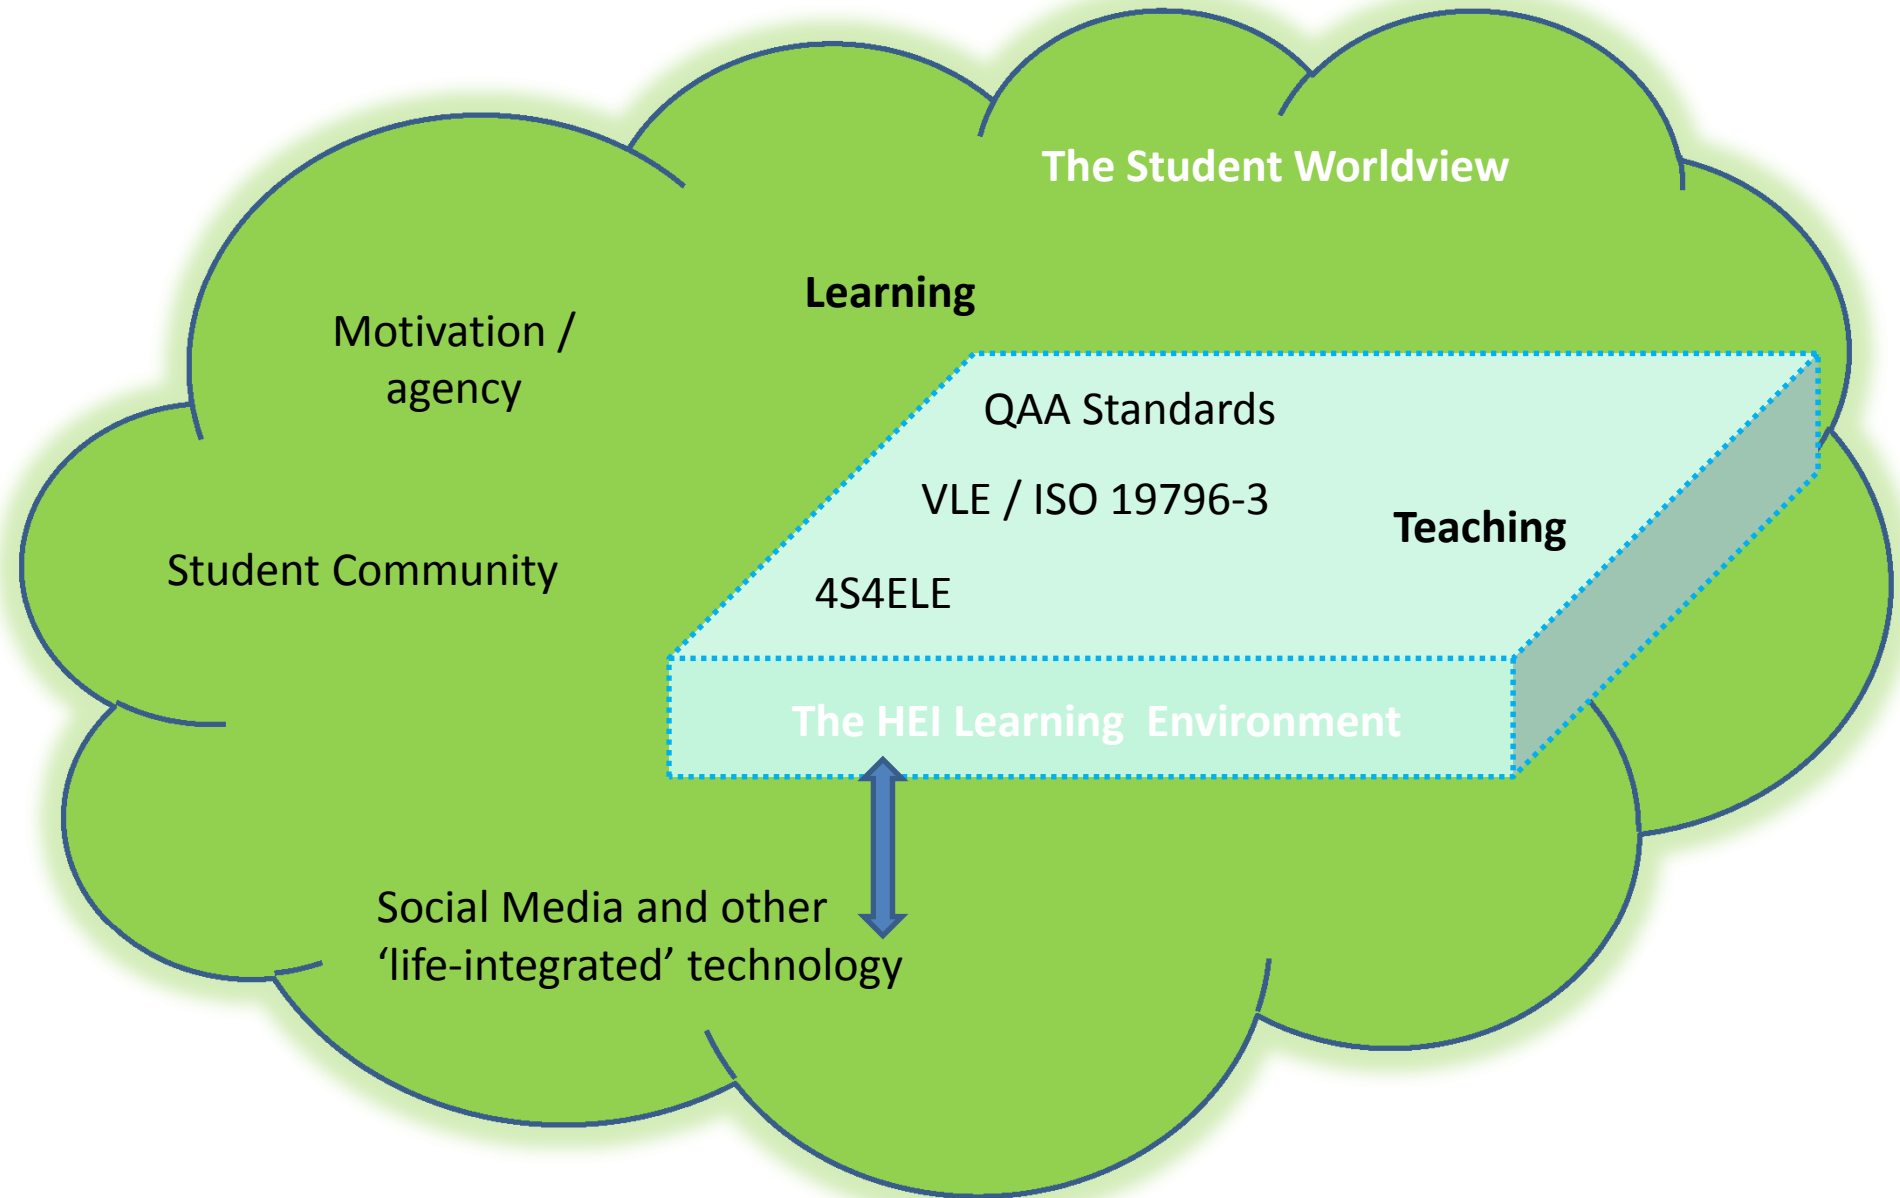 The Student Worldview
Learning
Motivation /
agency
QAA Standards
VLE / ISO 19796-3
Teaching
Student Community
4S4ELE
The HEI Learning  Environment
Social Media and other
‘life-integrated’ technology